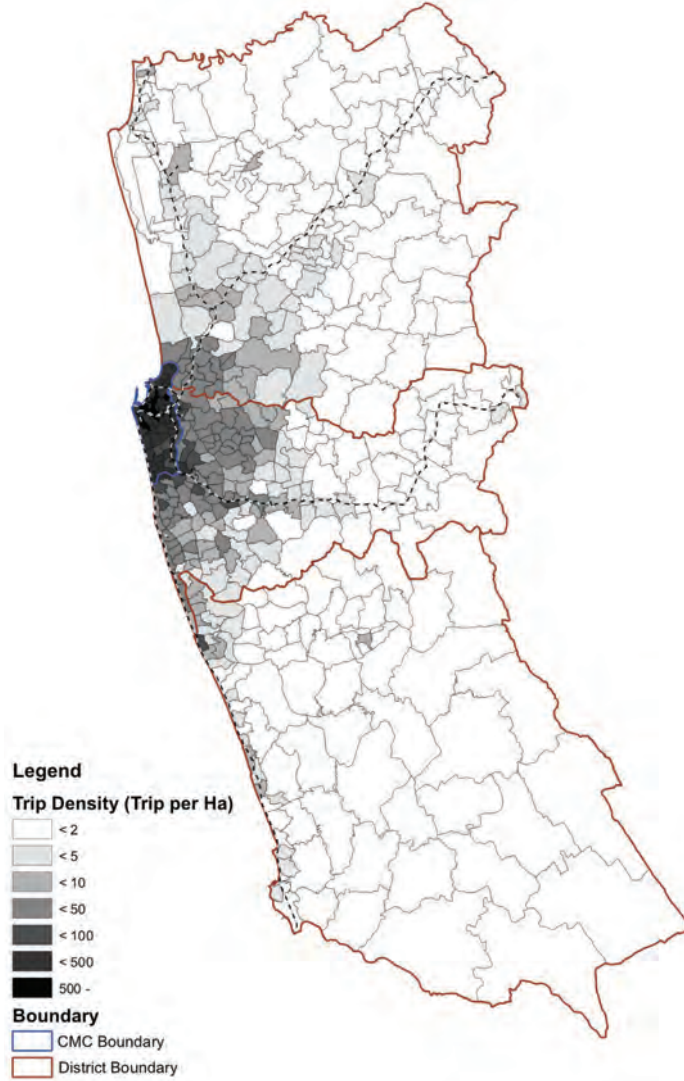 Legend
Trip Density (Trip per Ha)
< 2
< 5
< 10
< 50
< 100
< 500
500 -
Boundary
CMC Boundary
District Boundary